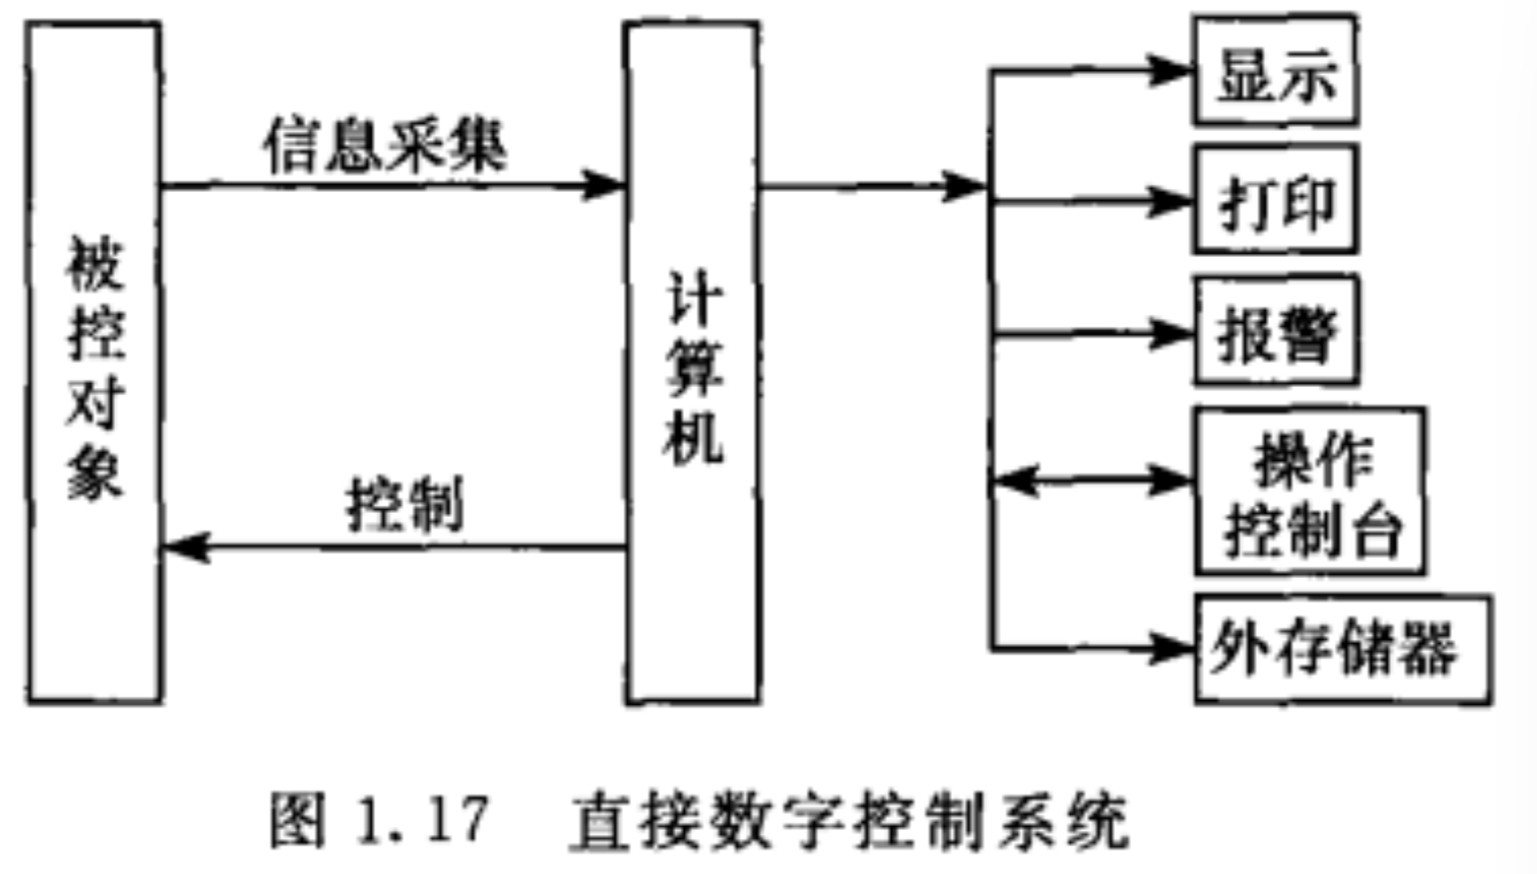 被控对象
信息采集
控制
计算机
显示
打印
报警
操作
控制台
外存储器
图 1.17 直接数字控制系统